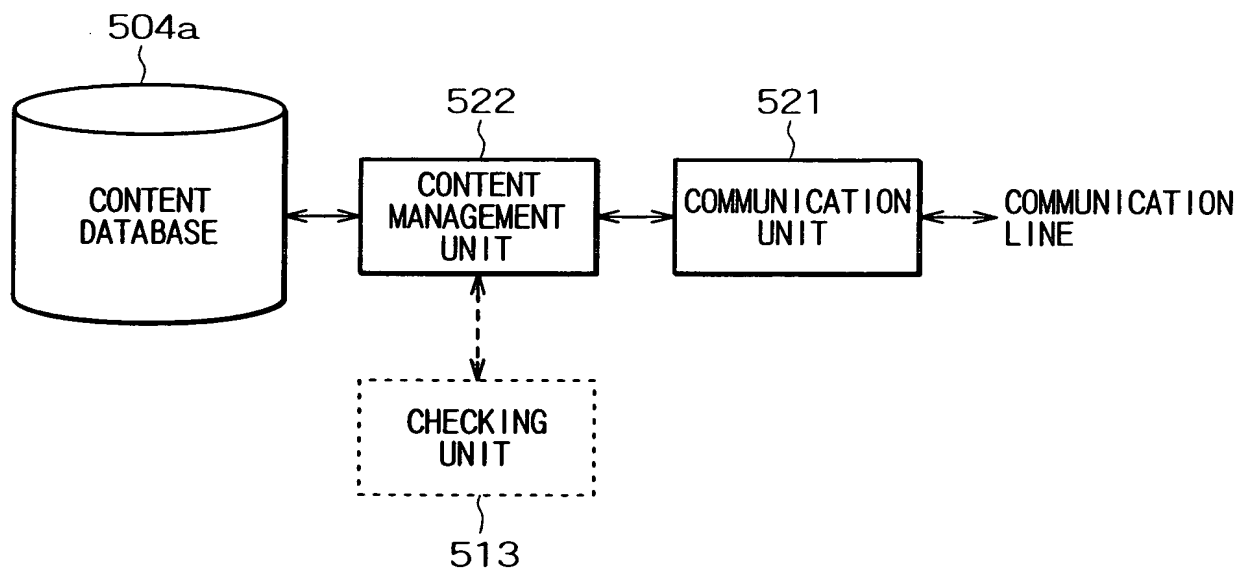 504a
522
521
CONTENT
DATABASE
CONTENT
MANAGEMENT
UNIT
COMMUNICATION
UNIT
COMMUNICATION
LINE
CHECKING
UNIT
513